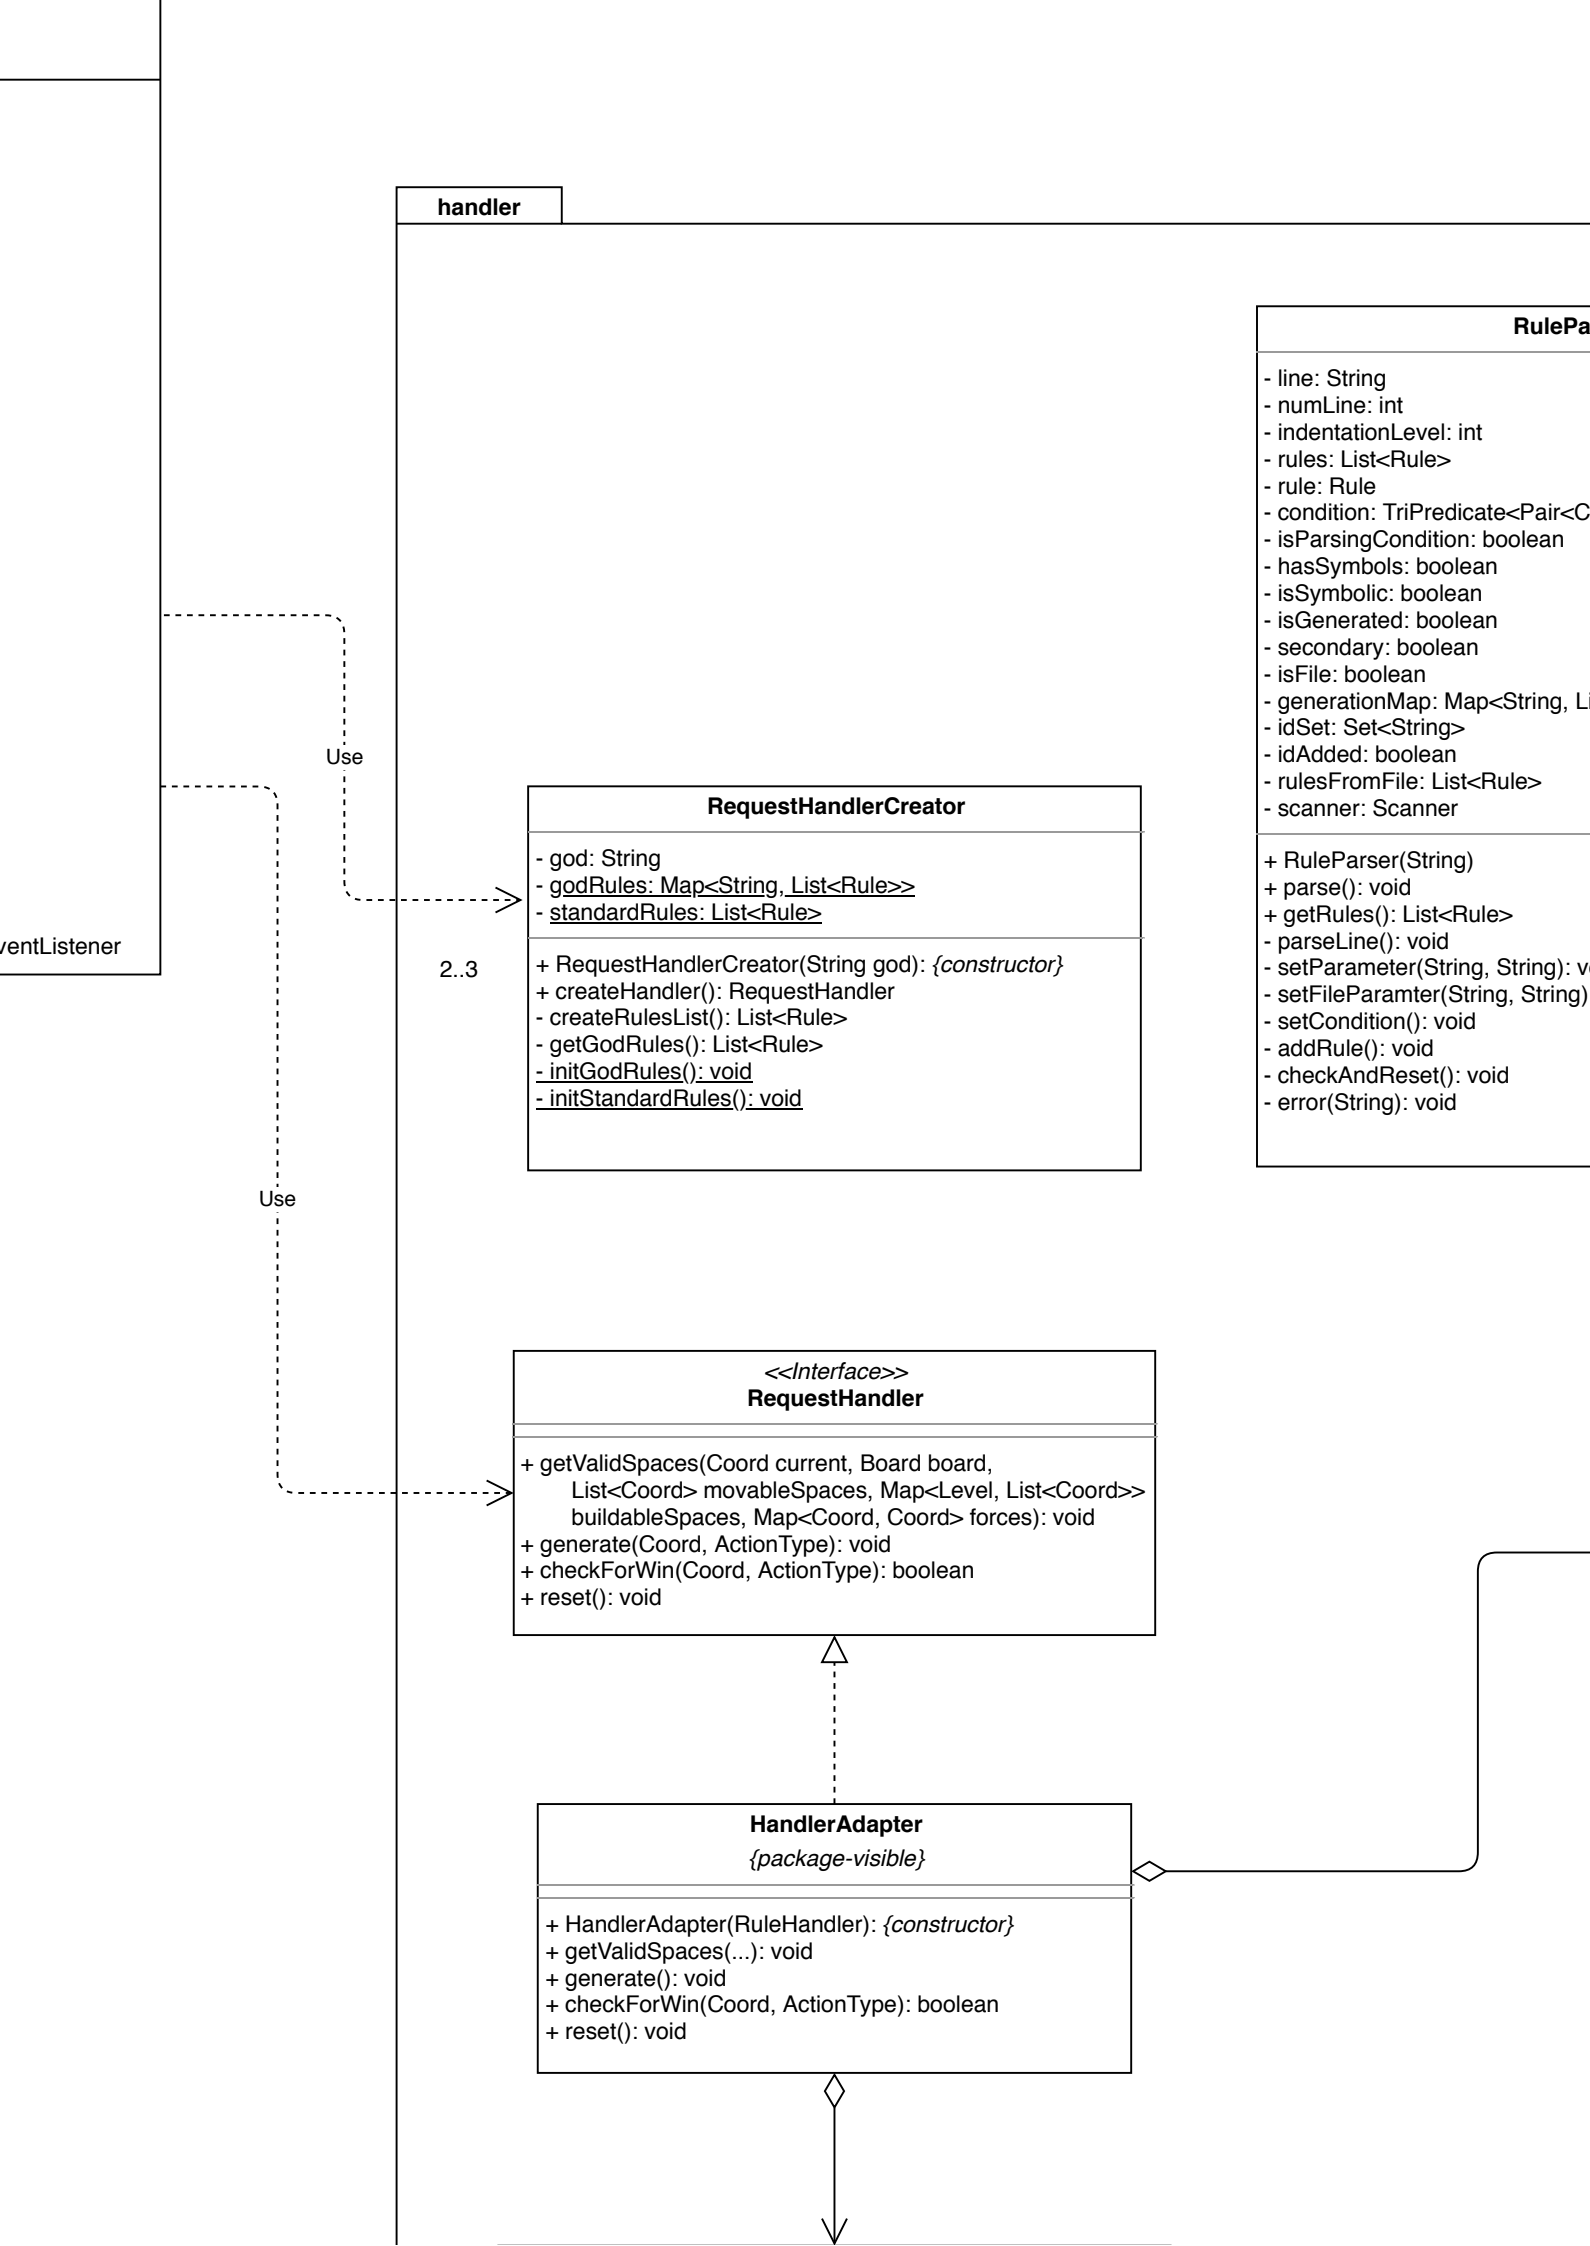 handler
ventListener
Use
Use
2..3
RequestHandlerCreator
- god: String
- godRules: Map<String, List<Rule>>
- standardRules: List<Rule>
+ RequestHandlerCreator(String god): {constructor}
+ createHandler(): RequestHandler
- createRulesList(): List<Rule>
- getGodRules(): List<Rule>
- initGodRules(): void
- initStandardRules(): void
RulePa
- line: String
- numLine: int
- indentationLevel: int
- rules: List<Rule>
- rule: Rule
- condition: TriPredicate<Pair<C
- isParsingCondition: boolean
- hasSymbols: boolean
- isSymbolic: boolean
- isGenerated: boolean
- secondary: boolean
- isFile: boolean
- generationMap: Map<String, Li
- idSet: Set<String>
- idAdded: boolean
- rulesFromFile: List<Rule>
- scanner: Scanner
+ RuleParser(String)
+ parse(): void
+ getRules(): List<Rule>
- parseLine(): void
- setParameter(String, String): v
- setFileParamter(String, String)
- setCondition(): void
- addRule(): void
- checkAndReset(): void
- error(String): void
<<Interface>>
RequestHandler
+ getValidSpaces(Coord current, Board board,
List<Coord> movableSpaces, Map<Level, List<Coord>>
buildableSpaces, Map<Coord, Coord> forces): void
+ generate(Coord, ActionType): void
+ checkForWin(Coord, ActionType): boolean
+ reset(): void
HandlerAdapter
{package-visible}
+ HandlerAdapter(RuleHandler): {constructor}
+ getValidSpaces(...): void
+ generate(): void
+ checkForWin(Coord, ActionType): boolean
+ reset(): void